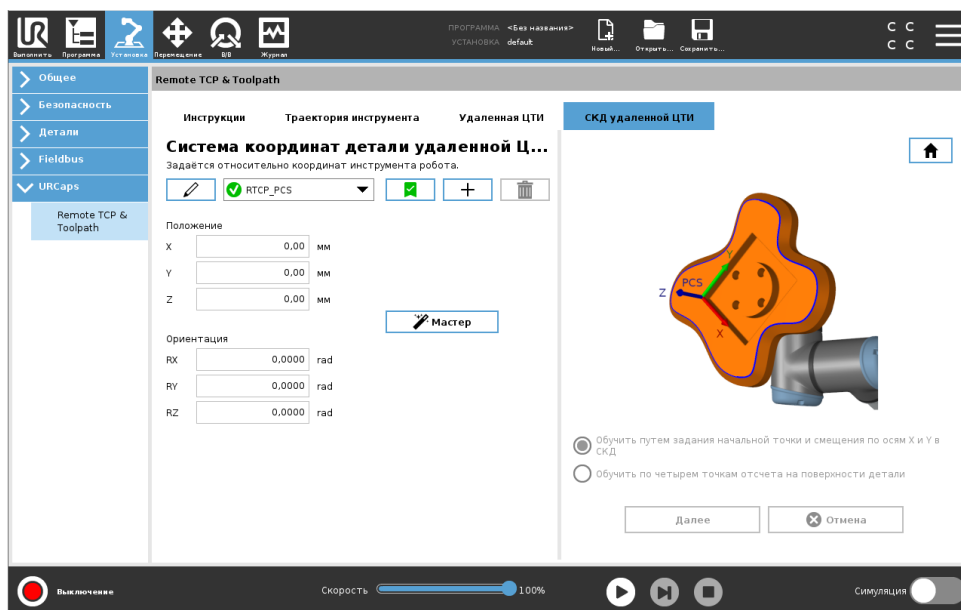 ПРОГРАММА <Без названия>
УСТАНОВКА default
Выполнить Программа Установка Перемещение В/В Журнал Новый... Открыть... Сохранить...
C C
C C
Общее
Безопасность
Детали
Fieldbus
URCaps
Remote TCP &
Toolpath
Remote TCP & Toolpath
Инструкции Траектория инструмента Удаленная ЦТИ СКД удаленной ЦТИ
Система координат детали удаленной Ц...
Задаётся относительно координат инструмента робота.
RTCP_PCS
Положение
X 0,00 мм
Y 0,00 мм
Z 0,00 мм
Мастер
Ориентация
RX 0,0000 rad
RY 0,0000 rad
RZ 0,0000 rad
Y
PCS
Z
X
Обучить путем задания начальной точки и смещения по осям X и Y в
СКД
Обучить по четырем точкам отсчета на поверхности детали
Далее Отмена
Выключение Скорость 100% Симуляция